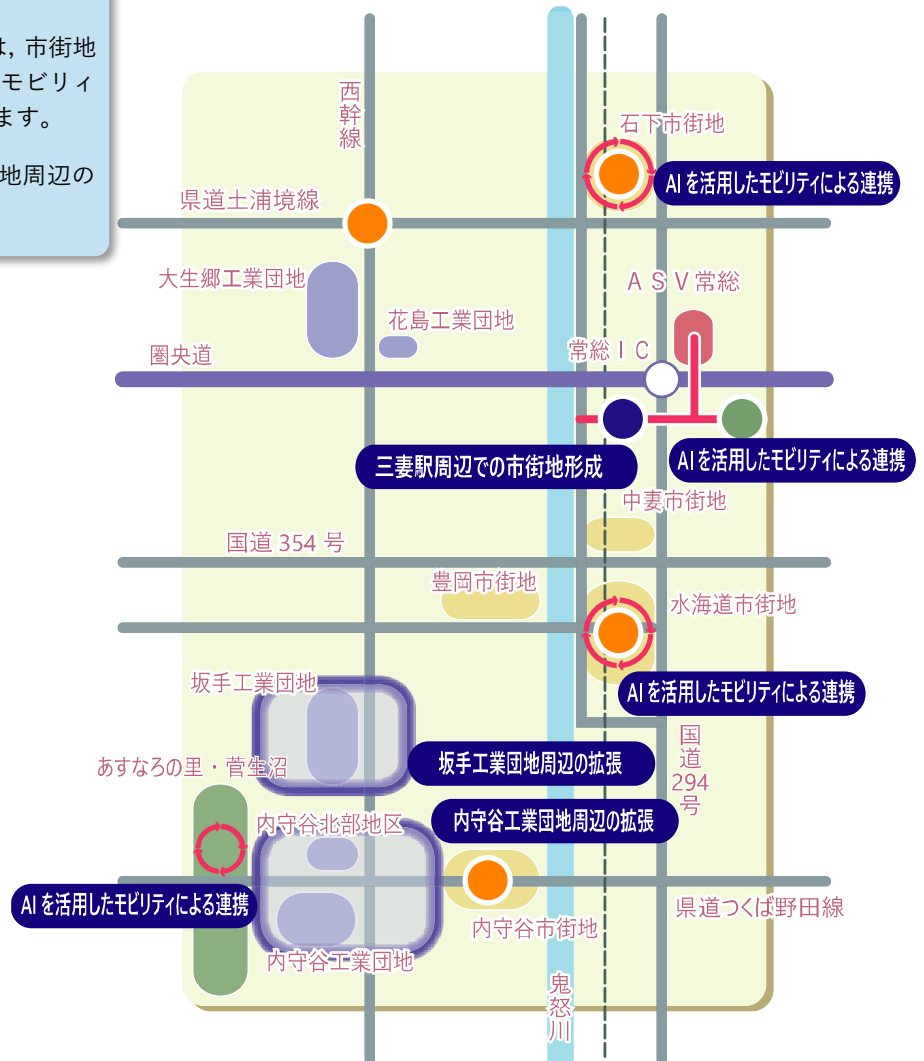 は, 市街地
モビリィ
ます。
地周辺の
西幹線
石下市街地
AIを活用したモビリティによる連携
県道土浦境線
大生郷工業団地
ASV常総
花島工業団地
常総IC
圏央道
三妻駅周辺での市街地形成
AIを活用したモビリティによる連携
中妻市街地
国道354号
豊岡市街地
水海道市街地
坂手工業団地
AIを活用したモビリティによる連携
国道294号
坂手工業団地周辺の拡張
あすなろの里・菅生沼
内守谷工業団地周辺の拡張
内守谷北部地区
AIを活用したモビリティによる連携
県道つくば野田線
内守谷市街地
内守谷工業団地
鬼怒川